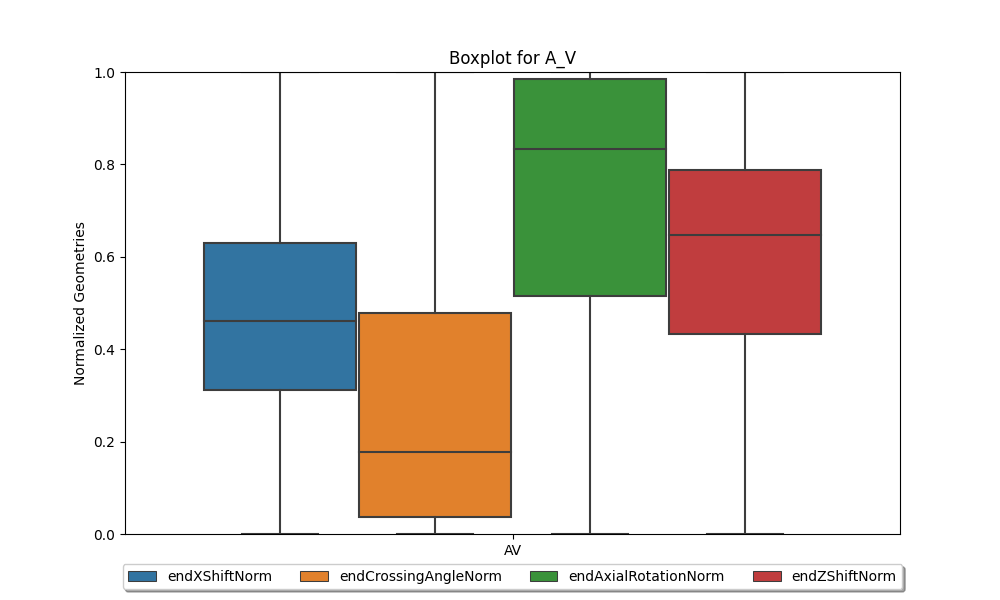 Boxplot for A_V
1.0
0.8
0.6
0.4
0.2
0.0
Normalized Geometries
AV
endXShiftNorm endCrossingAngleNorm endAxialRotationNorm endZShiftNorm